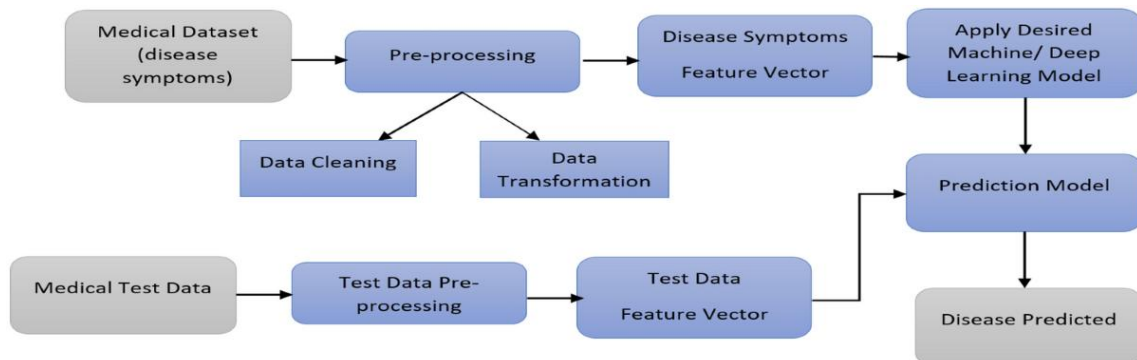 Medical Dataset
(disease
symptoms)
Pre-processing
Disease Symptoms
Feature Vector
Apply Desired
Machine/ Deep
Learning Model
Data Cleaning
Data
Transformation
Prediction Model
Medical Test Data
Test Data Pre-
processing
Test Data
Feature Vector
Disease Predicted